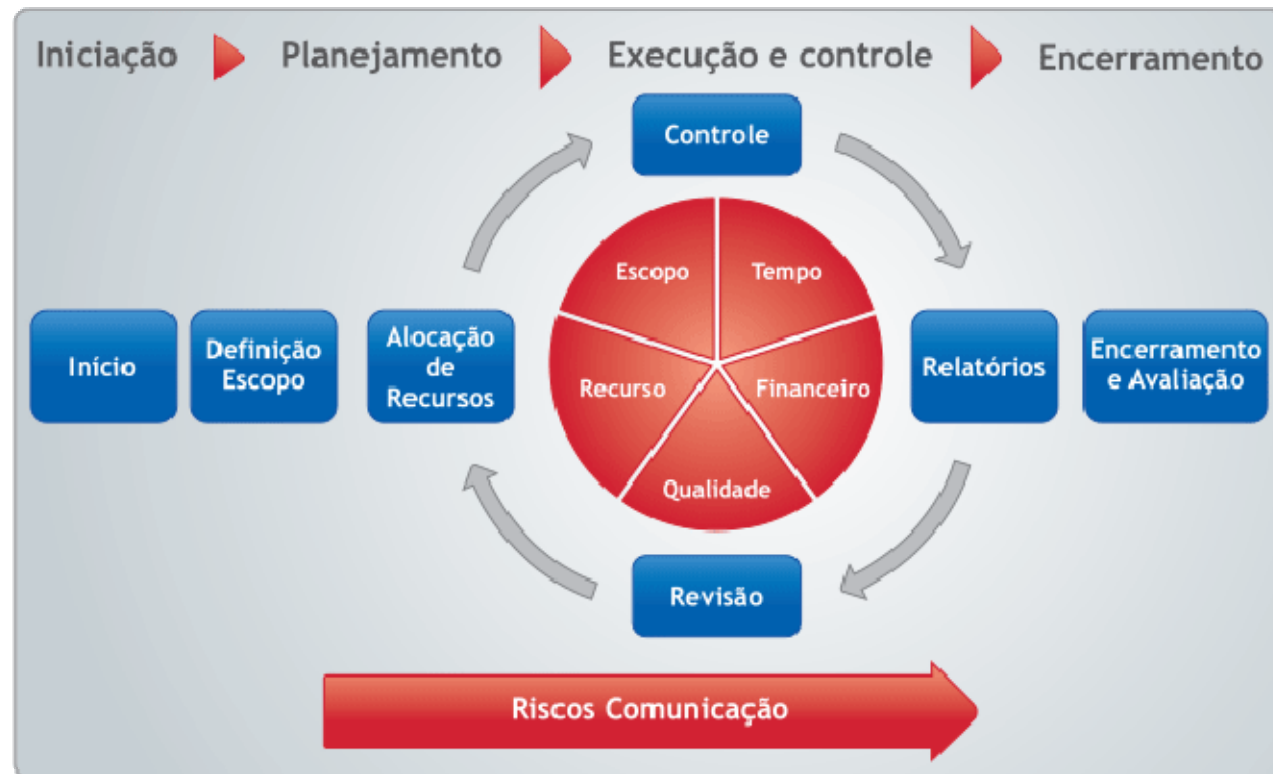 Iniciação
Planejamento
Execução e controle
Encerramento
Controle
Escopo
Tempo
Início
Definição
Escopo
Alocação
de
Recursos
Recurso
Financeiro
Relatórios
Encerramento
e Avaliação
Qualidade
Revisão
Riscos Comunicação